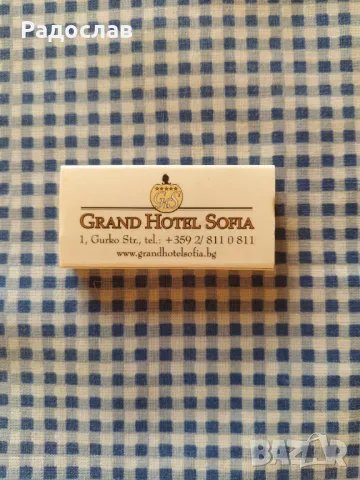 Радослав
GHS
GRAND HOTEL SOFIA
1, Gurko Str., tel.: +359 2/ 811 0 811
www.grandhotelsofia.bg
BAZAR